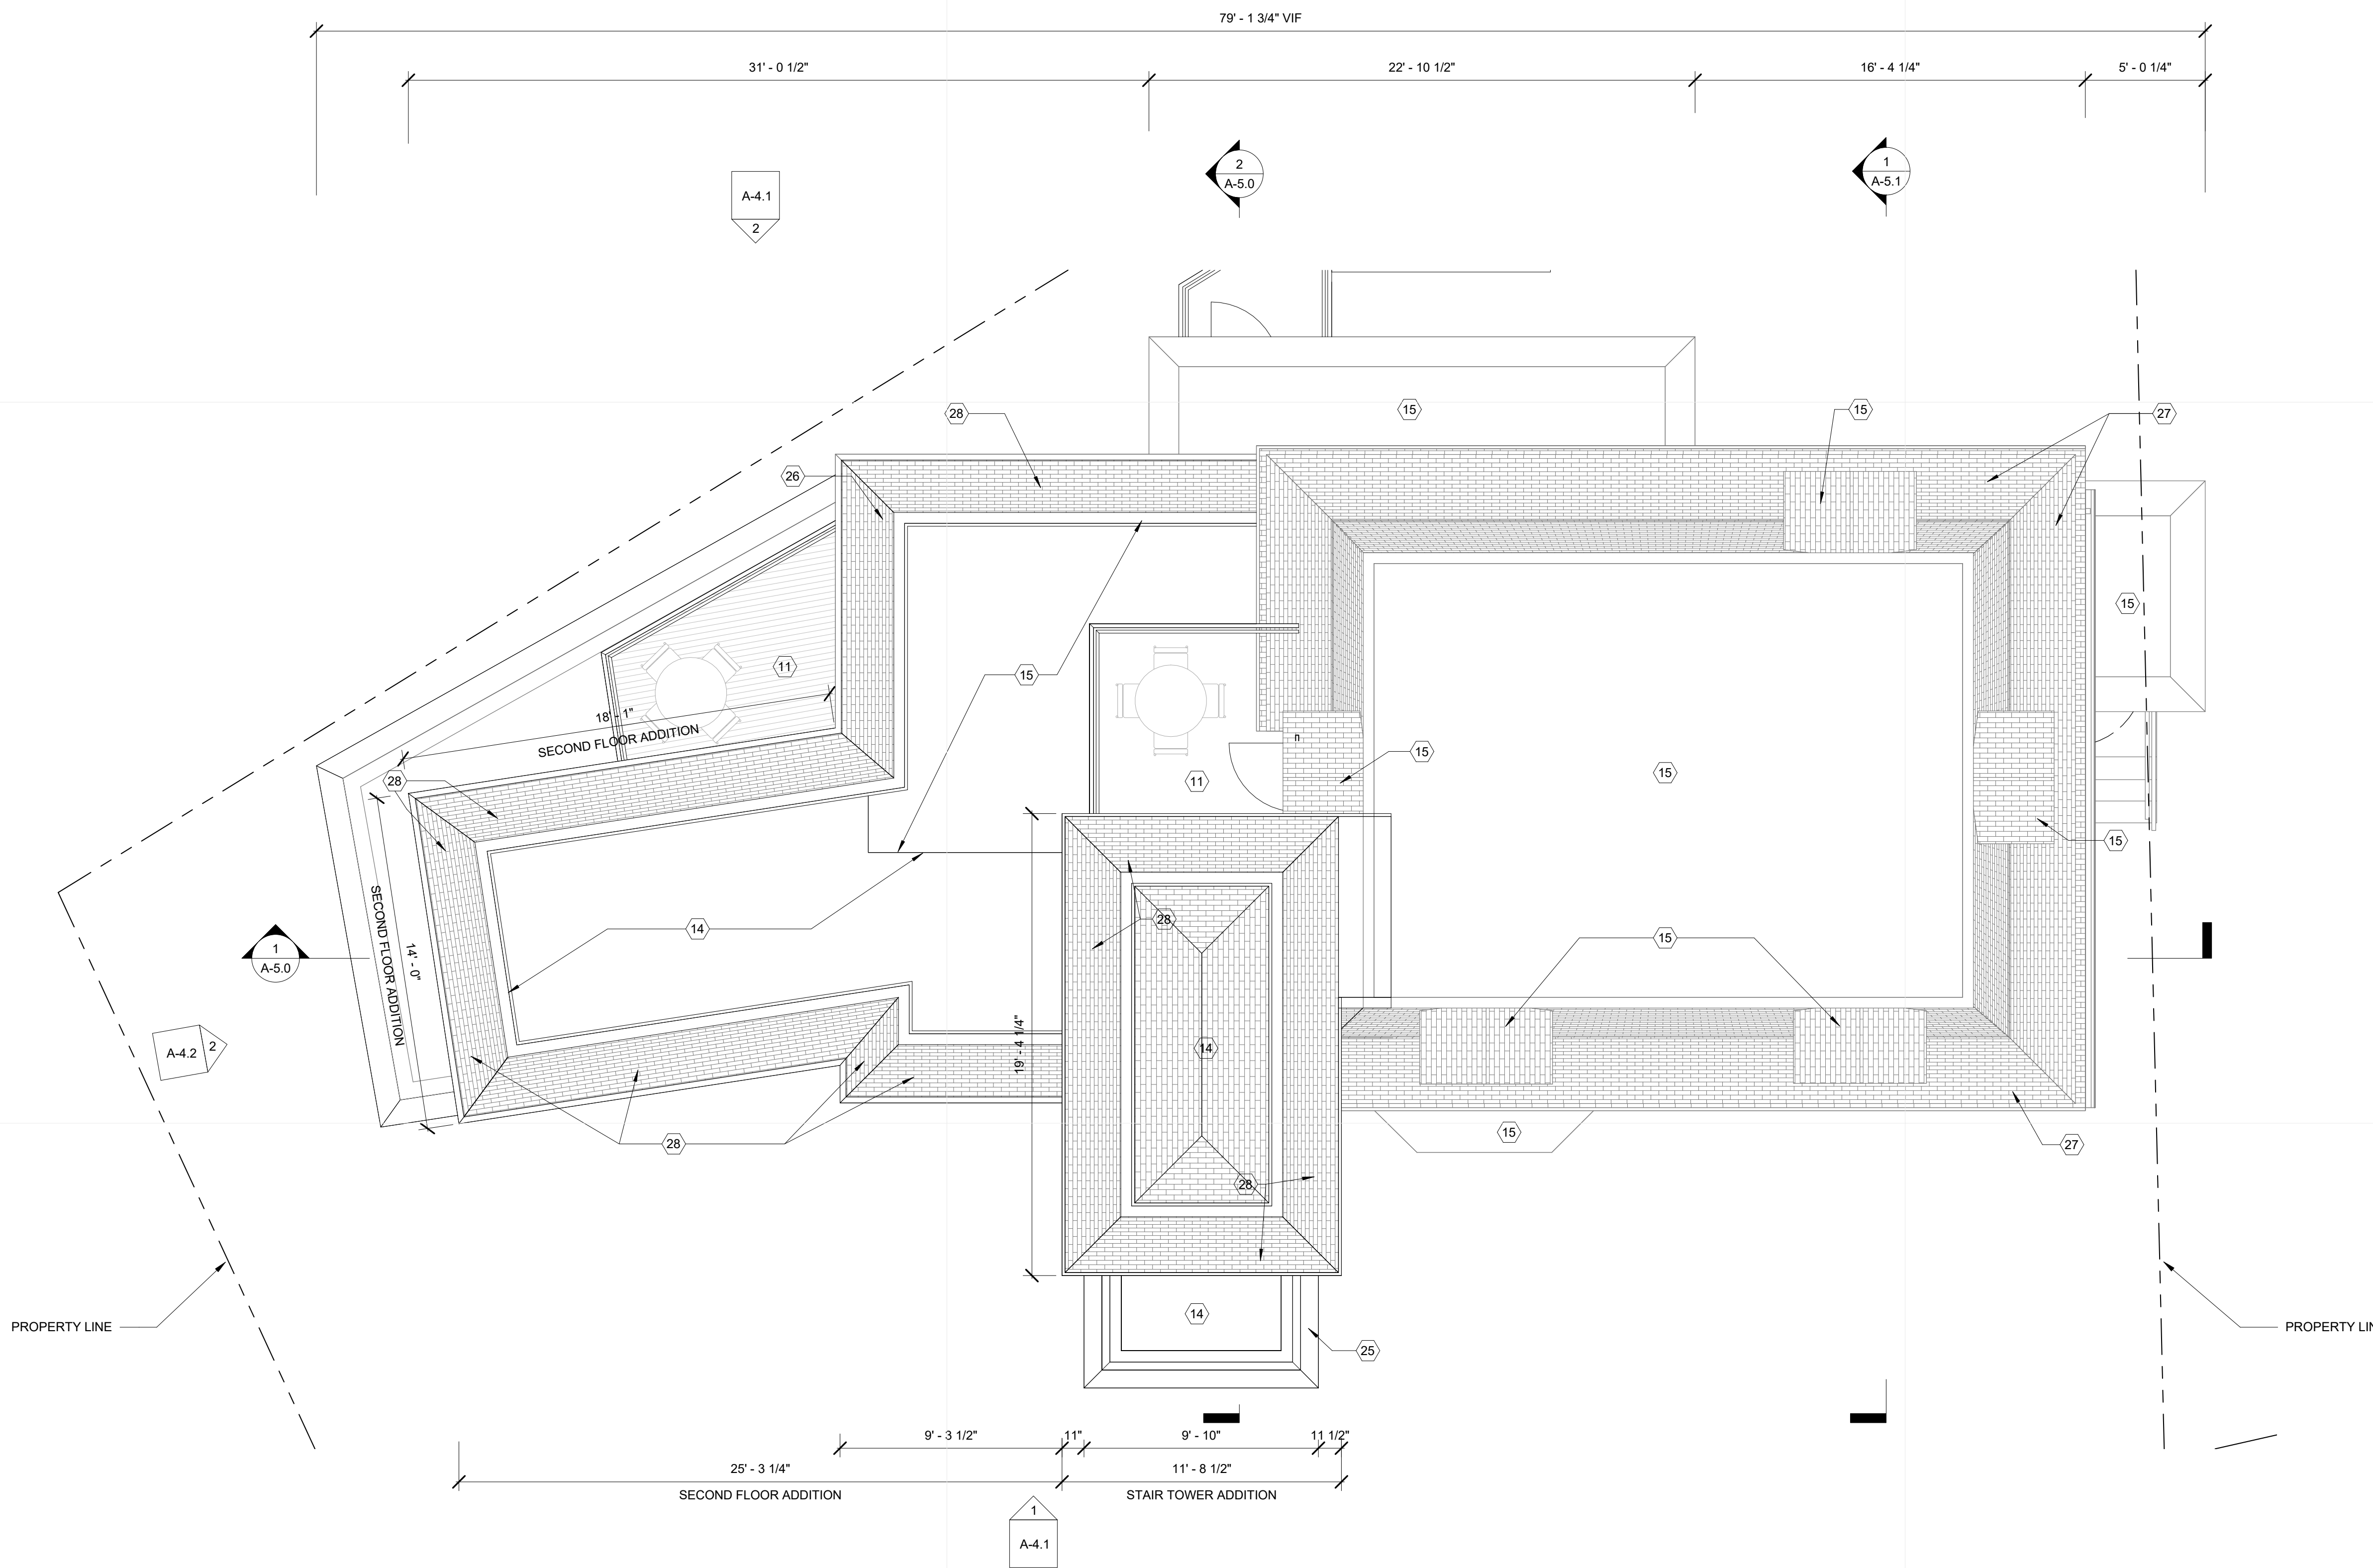 79' - 1 3/4" VIF
31' - 0 1/2"
22' - 10 1/2"
16' - 4 1/4"
5' - 0 1/4"
A-4.1
2
2
A-5.0
1
A-5.1
15
15
27
28
26
15
11
15
18' - 1"
SECOND FLOOR ADDITION
28
11
15
15
15
14
28
15
SECOND FLOOR ADDITION
14' - 0"
1
A-5.0
A-4.2
2
19' - 4 1/4"
14
28
15
27
28
14
25
PROPERTY LINE
PROPERTY LIN
9' - 3 1/2"
11"
9' - 10"
11 1/2"
25' - 3 1/4"
11' - 8 1/2"
SECOND FLOOR ADDITION
STAIR TOWER ADDITION
1
A-4.1